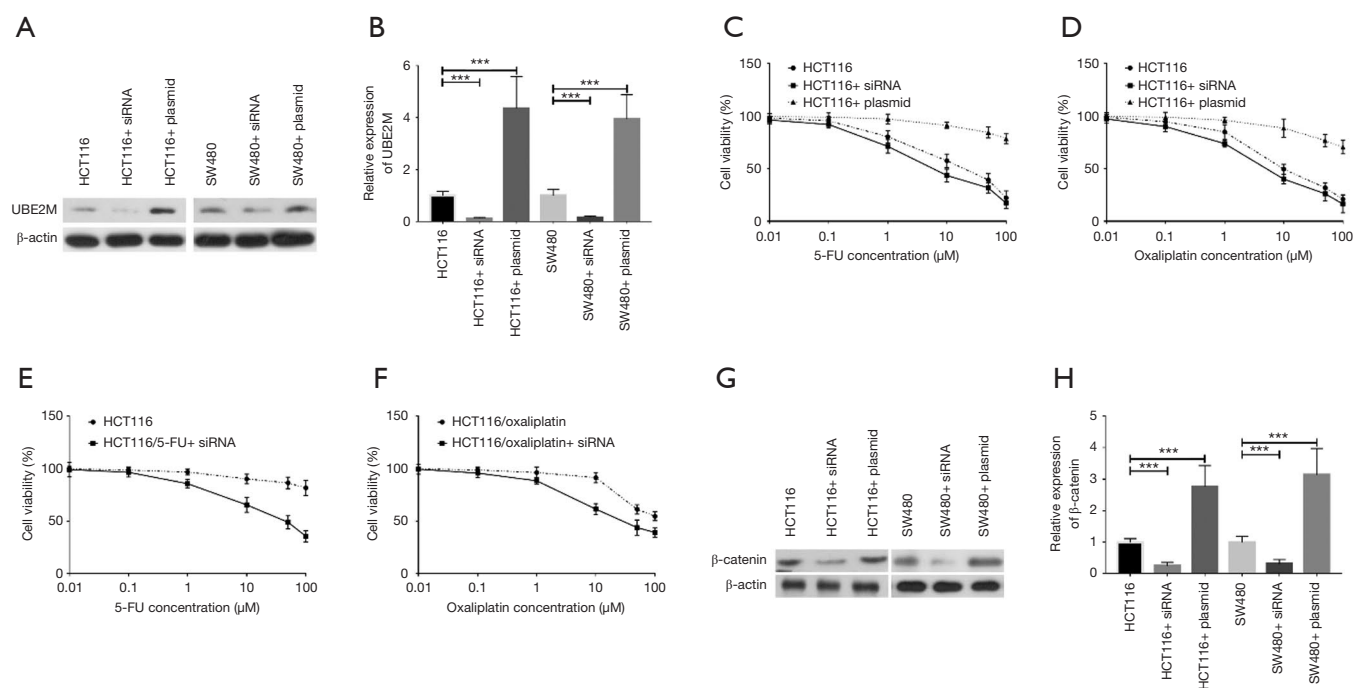 A
HCT116
HCT116+ siRNA
HCT116+ plasmid
SW480
SW480+ siRNA
SW480+ plasmid
UBE2M
β-actin
B
Relative expression
of UBE2M
6
4
2
0
***
***
***
***
HCT116
HCT116+ siRNA
HCT116+ plasmid
SW480
SW480+ siRNA
SW480+ plasmid
C
Cell viability (%)
150
100
50
0
HCT116
HCT116+ siRNA
HCT116+ plasmid
0.01 0.1 1 10 100
5-FU concentration (µM)
D
Cell viability (%)
150
100
50
0
HCT116
HCT116+ siRNA
HCT116+ plasmid
0.01 0.1 1 10 100
Oxaliplatin concentration (µM)
E
Cell viability (%)
150
100
50
0
HCT116
HCT116/5-FU+ siRNA
0.01 0.1 1 10 100
5-FU concentration (µM)
F
Cell viability (%)
150
100
50
0
HCT116/oxaliplatin
HCT116/oxaliplatin+ siRNA
0.01 0.1 1 10 100
Oxaliplatin concentration (µM)
G
HCT116
HCT116+ siRNA
HCT116+ plasmid
SW480
SW480+ siRNA
SW480+ plasmid
β-catenin
β-actin
H
Relative expression
of β-catenin
5
4
3
2
1
0
***
***
***
***
HCT116
HCT116+ siRNA
HCT116+ plasmid
SW480
SW480+ siRNA
SW480+ plasmid